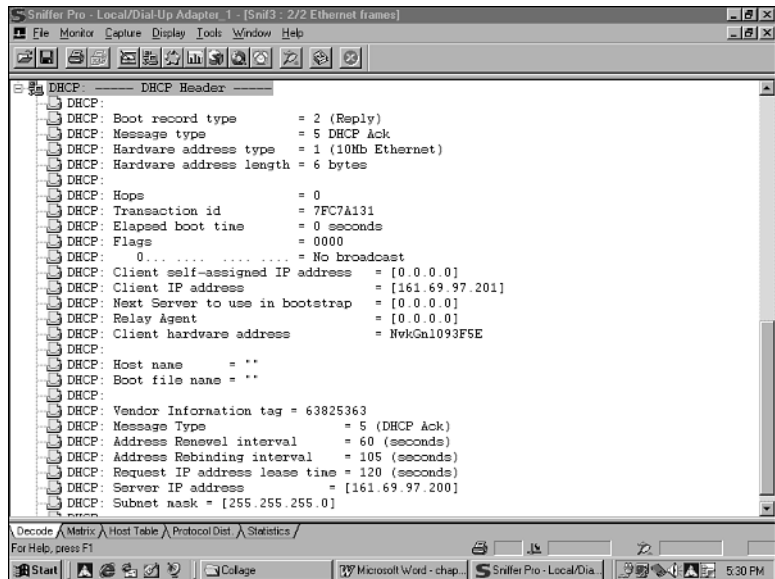 Sniffer Pro - Local/Dial-Up Adapter_1 - [Snif3 : 2/2 Ethernet frames]
File Monitor Capture Display Tools Window Help
DHCP: ----- DHCP Header -----
DHCP:
DHCP: Boot record type = 2 (Reply)
DHCP: Message type = 5 DHCP Ack
DHCP: Hardware address type = 1 (10Mb Ethernet)
DHCP: Hardware address length = 6 bytes
DHCP:
DHCP: Hops = 0
DHCP: Transaction id = 7FC7A131
DHCP: Elapsed boot time = 0 seconds
DHCP: Flags = 0000
DHCP: 0... .... .... .... = No broadcast
DHCP: Client self-assigned IP address = [0.0.0.0]
DHCP: Client IP address = [161.69.97.201]
DHCP: Next Server to use in bootstrap = [0.0.0.0]
DHCP: Relay Agent = [0.0.0.0]
DHCP: Client hardware address = NwkGnl093F5E
DHCP:
DHCP: Host name = ""
DHCP: Boot file name = ""
DHCP:
DHCP: Vendor Information tag = 63825363
DHCP: Message Type = 5 (DHCP Ack)
DHCP: Address Renevel interval = 60 (seconds)
DHCP: Address Rebinding interval = 105 (seconds)
DHCP: Request IP address lease time = 120 (seconds)
DHCP: Server IP address = [161.69.97.200]
DHCP: Subnet mask = [255.255.255.0]
Decode Matrix Host Table Protocol Dist. Statistics
For Help, press F1
Start Collage Microsoft Word - chap... Sniffer Pro - Local/Dia... 5:30 PM